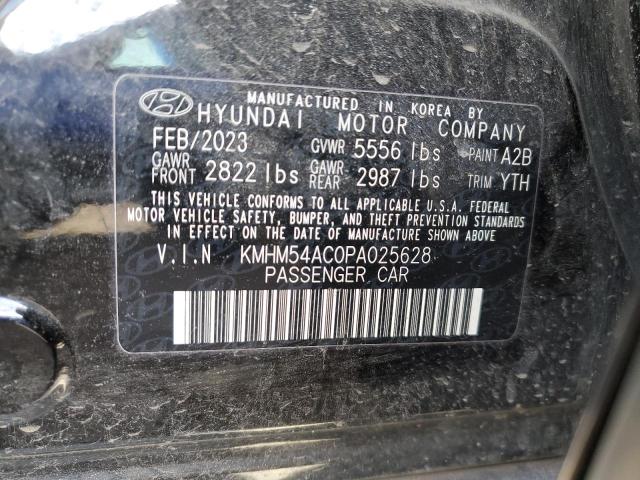 MANUFACTURED IN KOREA BY
HYUNDAI MOTOR COMPANY
FEB/2023 GVWR 5556 lbs PAINT A2B
GAWR FRONT 2822 lbs GAWR REAR 2987 lbs TRIM YTH
THIS VEHICLE CONFORMS TO ALL APPLICABLE U.S.A. FEDERAL
MOTOR VEHICLE SAFETY, BUMPER, AND THEFT PREVENTION STANDARDS
IN EFFECT ON THE DATE OF MANUFACTURE SHOWN ABOVE
V.I.N KMHM54AC0PA025628
PASSENGER CAR